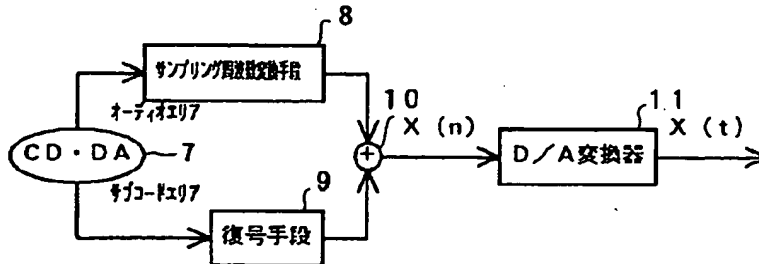 8
サンプリング周波数変換手段
オーディオエリア
10
X (n)
11
X (t)
CD・DA
7
D/A変換器
サブコードエリア
9
復号手段